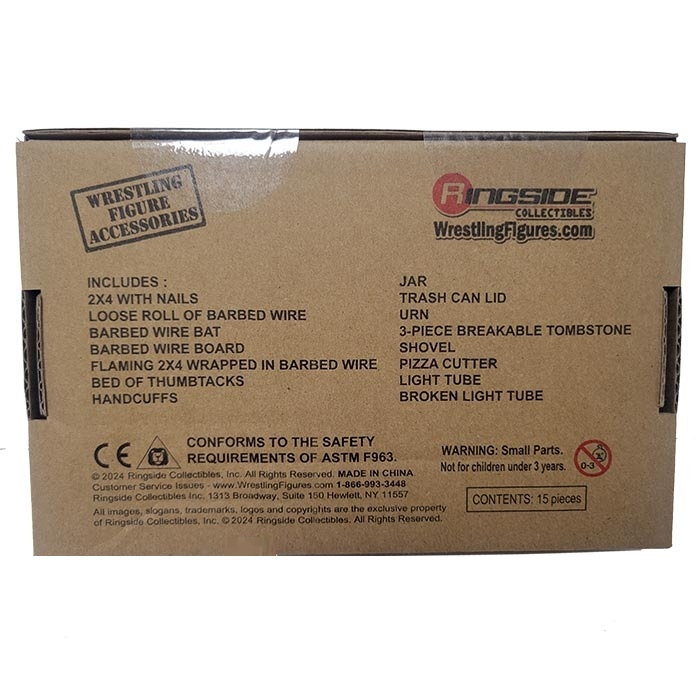 WRESTLING
FIGURE
ACCESSORIES
RINGSIDE
COLLECTIBLES
WrestlingFigures.com
INCLUDES :
2X4 WITH NAILS
LOOSE ROLL OF BARBED WIRE
BARBED WIRE BAT
BARBED WIRE BOARD
FLAMING 2X4 WRAPPED IN BARBED WIRE
BED OF THUMBTACKS
HANDCUFFS
JAR
TRASH CAN LID
URN
3-PIECE BREAKABLE TOMBSTONE
SHOVEL
PIZZA CUTTER
LIGHT TUBE
BROKEN LIGHT TUBE
CE
CONFORMS TO THE SAFETY
REQUIREMENTS OF ASTM F963.
© 2024 Ringside Collectibles, Inc. All Rights Reserved. MADE IN CHINA
Customer Service Issues - www.WrestlingFigures.com 1-866-993-3448
Ringside Collectibles Inc. 1313 Broadway, Suite 150 Hewlett, NY 11557
All images, slogans, trademarks, logos and copyrights are the exclusive property
of Ringside Collectibles, Inc. © 2024 Ringside Collectibles. All Rights Reserved.
WARNING: Small Parts.
Not for children under 3 years.
0-3
CONTENTS: 15 pieces